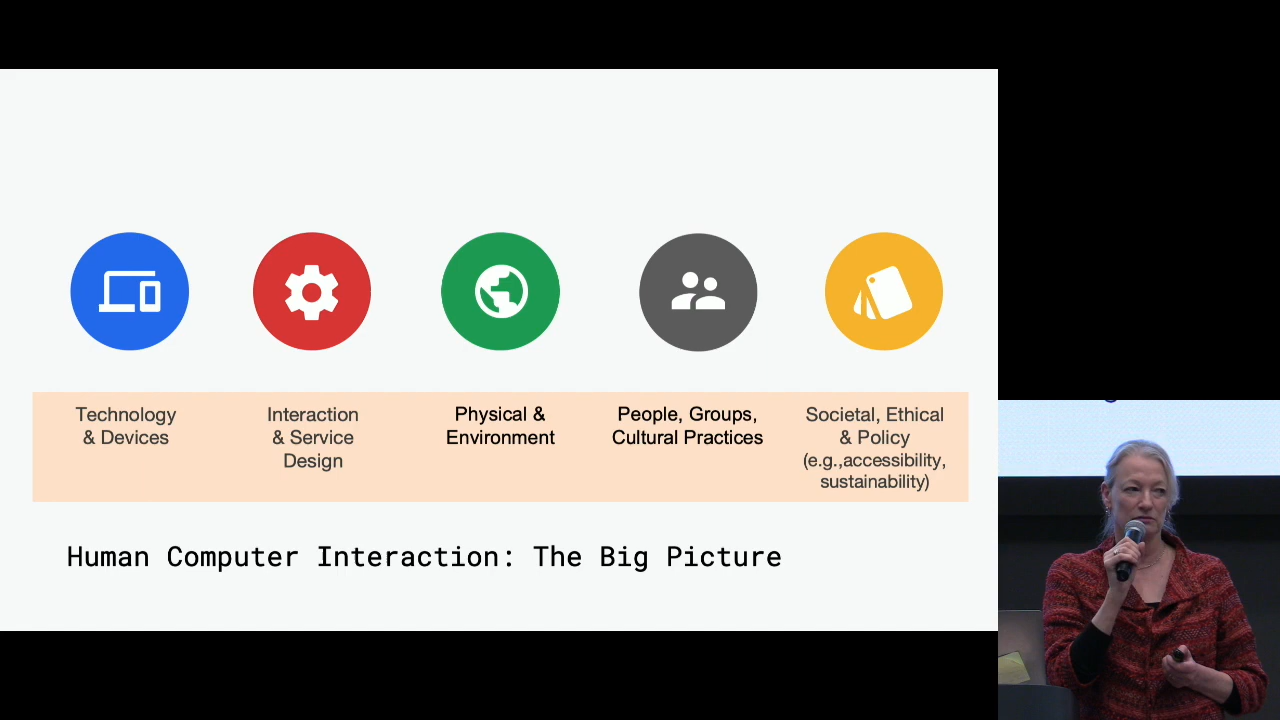 Technology
& Devices
Interaction
& Service
Design
Physical &
Environment
People, Groups,
Cultural Practices
Societal, Ethical
& Policy
(e.g.,accessibility,
sustainability)
Human Computer Interaction: The Big Picture